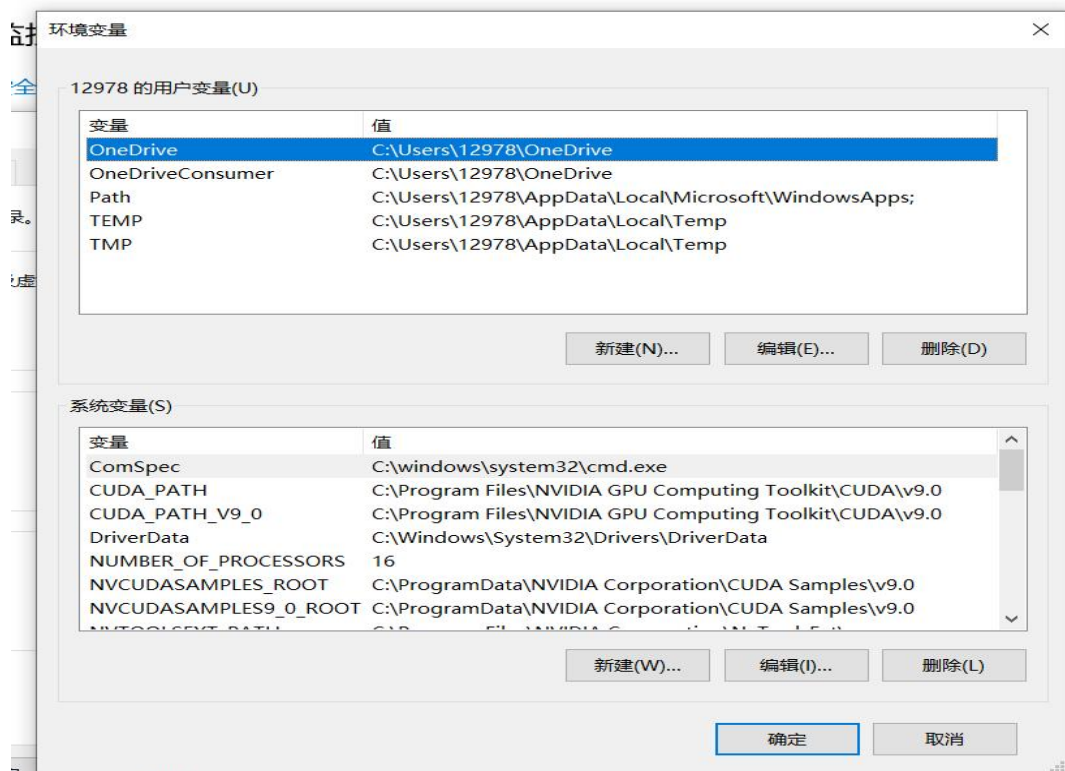 环境变量
全
12978 的用户变量(U)
变量 值
OneDrive C:\Users\12978\OneDrive
OneDriveConsumer C:\Users\12978\OneDrive
Path C:\Users\12978\AppData\Local\Microsoft\WindowsApps;
录。
TEMP C:\Users\12978\AppData\Local\Temp
TMP C:\Users\12978\AppData\Local\Temp
虚
新建(N)... 编辑(E)... 删除(D)
系统变量(S)
变量 值
ComSpec C:\windows\system32\cmd.exe
CUDA_PATH C:\Program Files\NVIDIA GPU Computing Toolkit\CUDA\v9.0
CUDA_PATH_V9_0 C:\Program Files\NVIDIA GPU Computing Toolkit\CUDA\v9.0
DriverData C:\Windows\System32\Drivers\DriverData
NUMBER_OF_PROCESSORS 16
NVCUDASAMPLES_ROOT C:\ProgramData\NVIDIA Corporation\CUDA Samples\v9.0
NVCUDASAMPLES9_0_ROOT C:\ProgramData\NVIDIA Corporation\CUDA Samples\v9.0
新建(W)... 编辑(I)... 删除(L)
确定 取消